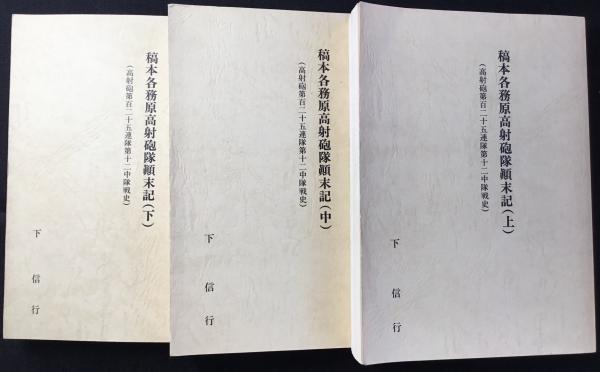 稿本各務原高射砲隊顚末記(上)
(高射砲第百二十五連隊第十二中隊戦史)
下信行
稿本各務原高射砲隊顚末記(中)
(高射砲第百二十五連隊第十二中隊戦史)
下信行
稿本各務原高射砲隊顚末記(下)
(高射砲第百二十五連隊第十二中隊戦史)
下信行